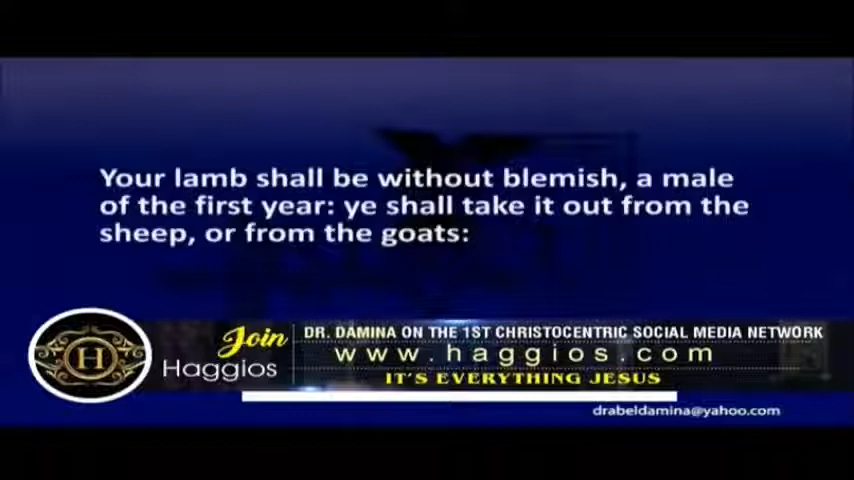 Your lamb shall be without blemish, a male
of the first year: ye shall take it out from the
sheep, or from the goats:
H
Join
Haggios
DR. DAMINA ON THE 1ST CHRISTOCENTRIC SOCIAL MEDIA NETWORK
www.haggios.com
IT'S EVERYTHING JESUS
drabeldamina@yahoo.com